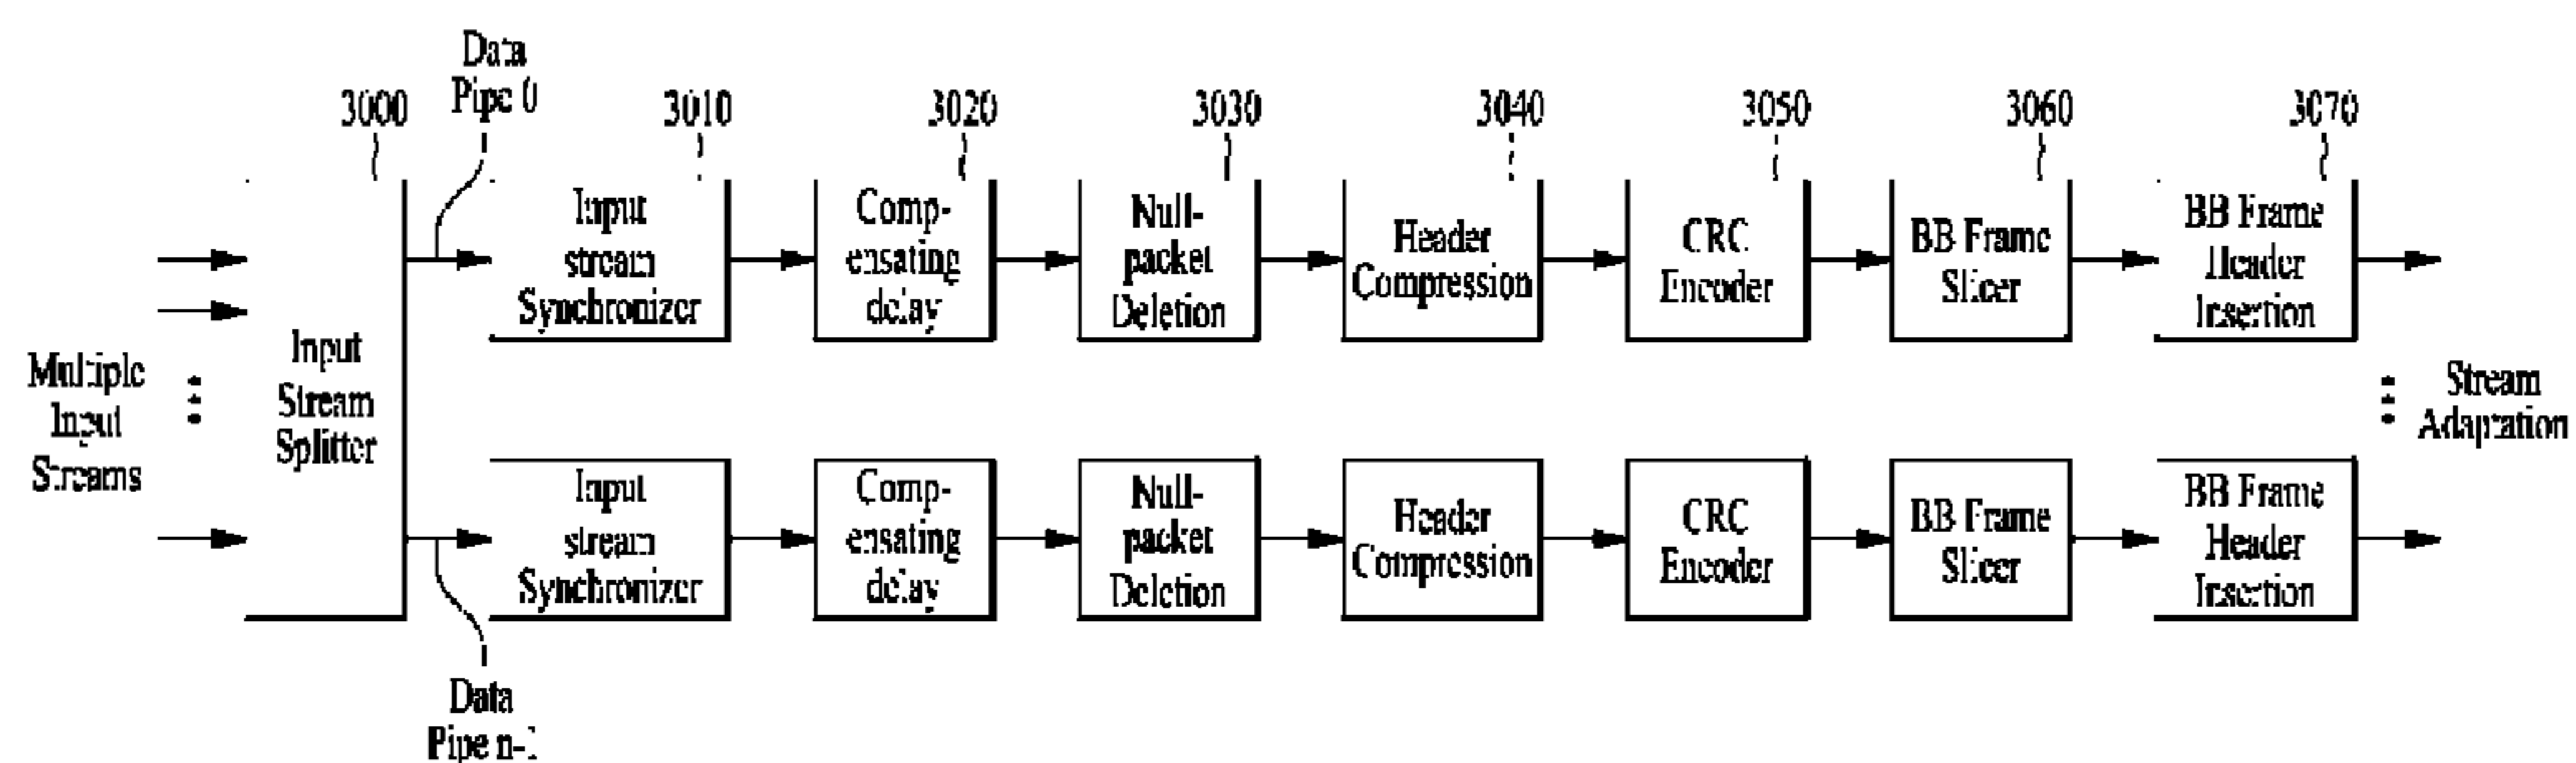 Data
Pipe 0
3000
3010
3020
3030
3040
3050
3060
3070
Multiple
Input
Streams
Input
Stream
Splitter
Input
stream
Synchronizer
Comp-
ensating
delay
Null-
packet
Deletion
Header
Compression
CRC
Encoder
BB Frame
Slicer
BB Frame
Header
Insertion
Stream
Adaptation
Input
stream
Synchronizer
Comp-
ensating
delay
Null-
packet
Deletion
Header
Compression
CRC
Encoder
BB Frame
Slicer
BB Frame
Header
Insertion
Data
Pipe n-1